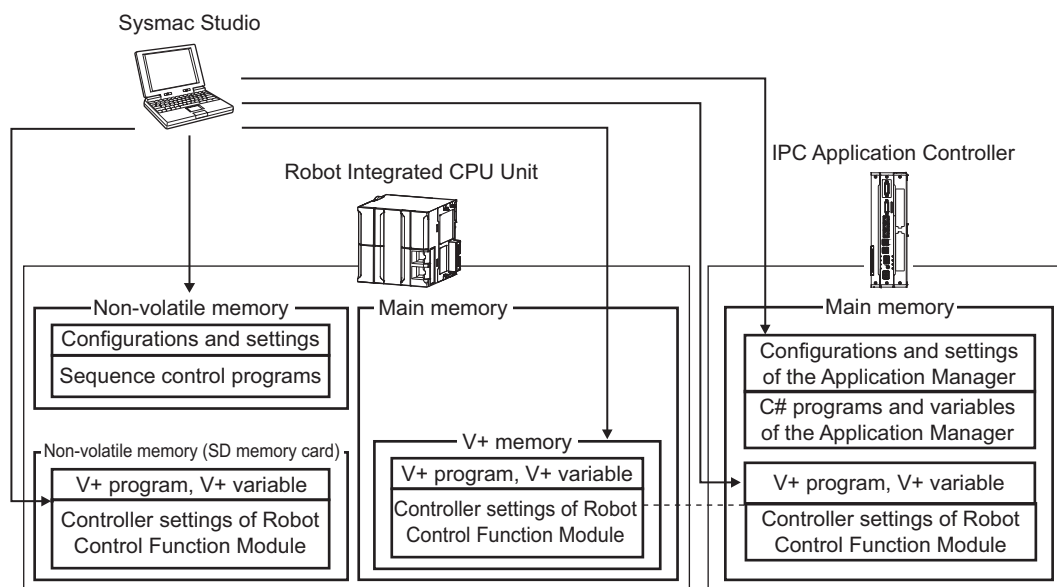 Sysmac Studio
Robot Integrated CPU Unit
IPC Application Controller
Non-volatile memory
Configurations and settings
Sequence control programs
Non-volatile memory (SD memory card)
V+ program, V+ variable
Controller settings of Robot
Control Function Module
Main memory
V+ memory
V+ program, V+ variable
Controller settings of Robot
Control Function Module
Main memory
Configurations and settings
of the Application Manager
C# programs and variables
of the Application Manager
V+ program, V+ variable
Controller settings of Robot
Control Function Module